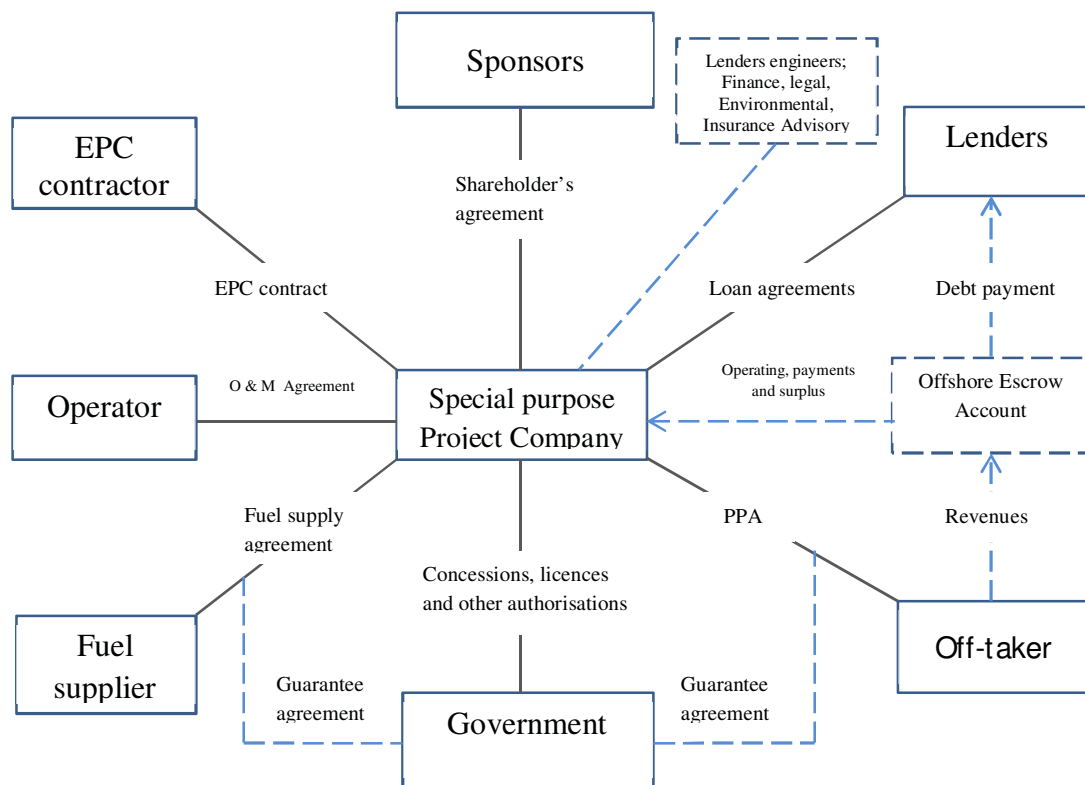 Sponsors
Lenders engineers;
Finance, legal,
Environmental,
Insurance Advisory
EPC
contractor
Lenders
Shareholder’s
agreement
EPC contract
Loan agreements
Debt payment
Operator
O & M  Agreement
Special purpose
Project Company
Operating, payments
and surplus
Offshore Escrow
Account
Fuel supply
agreement
PPA
Revenues
Concessions, licences
and other authorisations
Fuel
supplier
Off-taker
Guarantee
agreement
Government
Guarantee
agreement